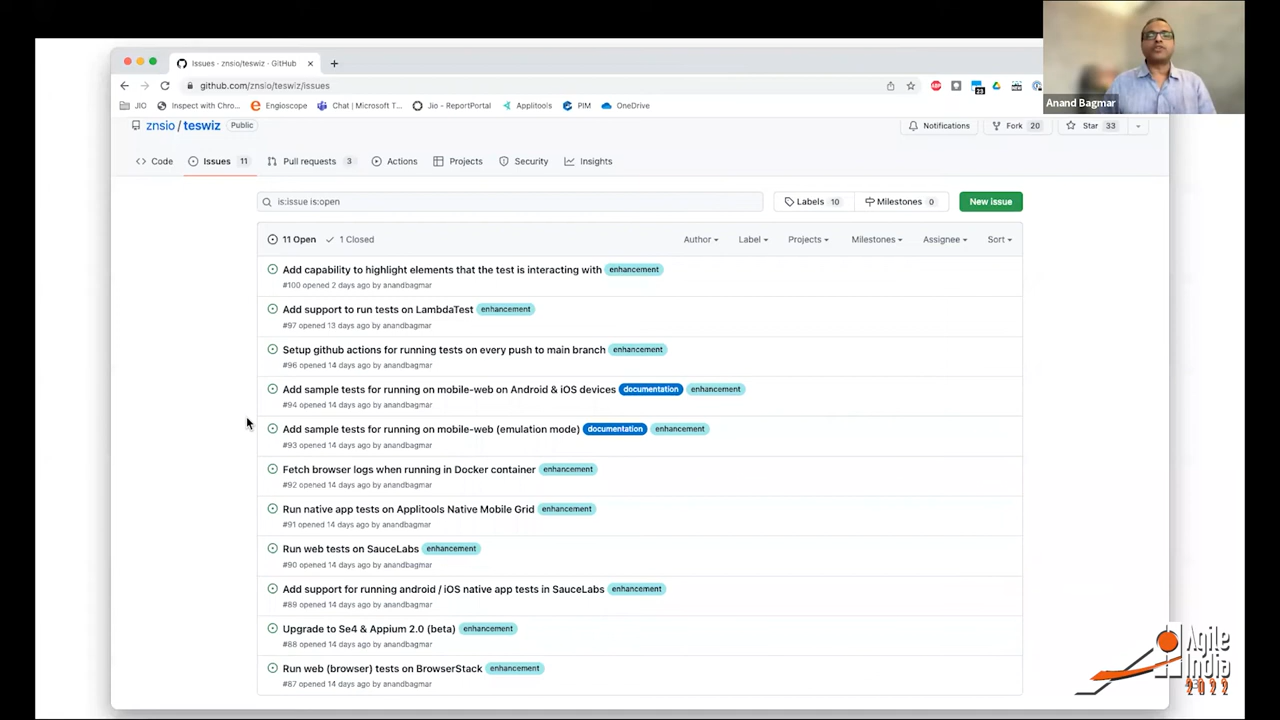 Issues · znsio/teswiz · GitHub
github.com/znsio/teswiz/issues
JIO
Inspect with Chro...
Engioscope
Chat | Microsoft T...
Jio - ReportPortal
Applitools
PIM
OneDrive
Anand Bagmar
znsio / teswiz Public
Notifications
Fork 20
Star 33
Code
Issues 11
Pull requests 3
Actions
Projects
Security
Insights
is:issue is:open
Labels 10
Milestones 0
New issue
11 Open
1 Closed
Author
Label
Projects
Milestones
Assignee
Sort
Add capability to highlight elements that the test is interacting with enhancement
#100 opened 2 days ago by anandbagmar
Add support to run tests on LambdaTest enhancement
#97 opened 13 days ago by anandbagmar
Setup github actions for running tests on every push to main branch enhancement
#96 opened 14 days ago by anandbagmar
Add sample tests for running on mobile-web on Android & iOS devices documentation enhancement
#94 opened 14 days ago by anandbagmar
Add sample tests for running on mobile-web (emulation mode) documentation enhancement
#93 opened 14 days ago by anandbagmar
Fetch browser logs when running in Docker container enhancement
#92 opened 14 days ago by anandbagmar
Run native app tests on Applitools Native Mobile Grid enhancement
#91 opened 14 days ago by anandbagmar
Run web tests on SauceLabs enhancement
#90 opened 14 days ago by anandbagmar
Add support for running android / iOS native app tests in SauceLabs enhancement
#89 opened 14 days ago by anandbagmar
Upgrade to Se4 & Appium 2.0 (beta) enhancement
#88 opened 14 days ago by anandbagmar
Run web (browser) tests on BrowserStack enhancement
#87 opened 14 days ago by anandbagmar
Agile
India
2022